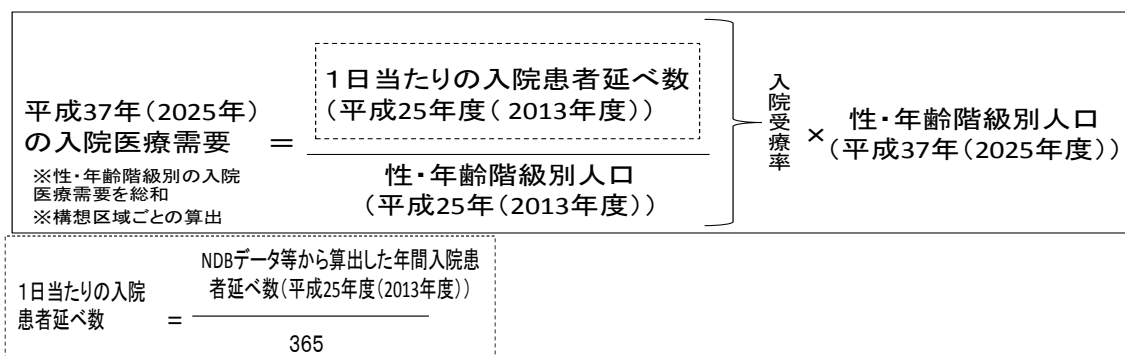 平成37年(2025年)
の入院医療需要
※性・年齢階級別の入院
医療需要を総和
※構想区域ごとの算出
=
1日当たりの入院患者延べ数
(平成25年度( 2013年度))
性・年齢階級別人口
(平成25年(2013年度))
入院受療率
×
性・年齢階級別人口
(平成37年(2025年度))
1日当たりの入院
患者延べ数
=
NDBデータ等から算出した年間入院患
者延べ数(平成25年度(2013年度))
365